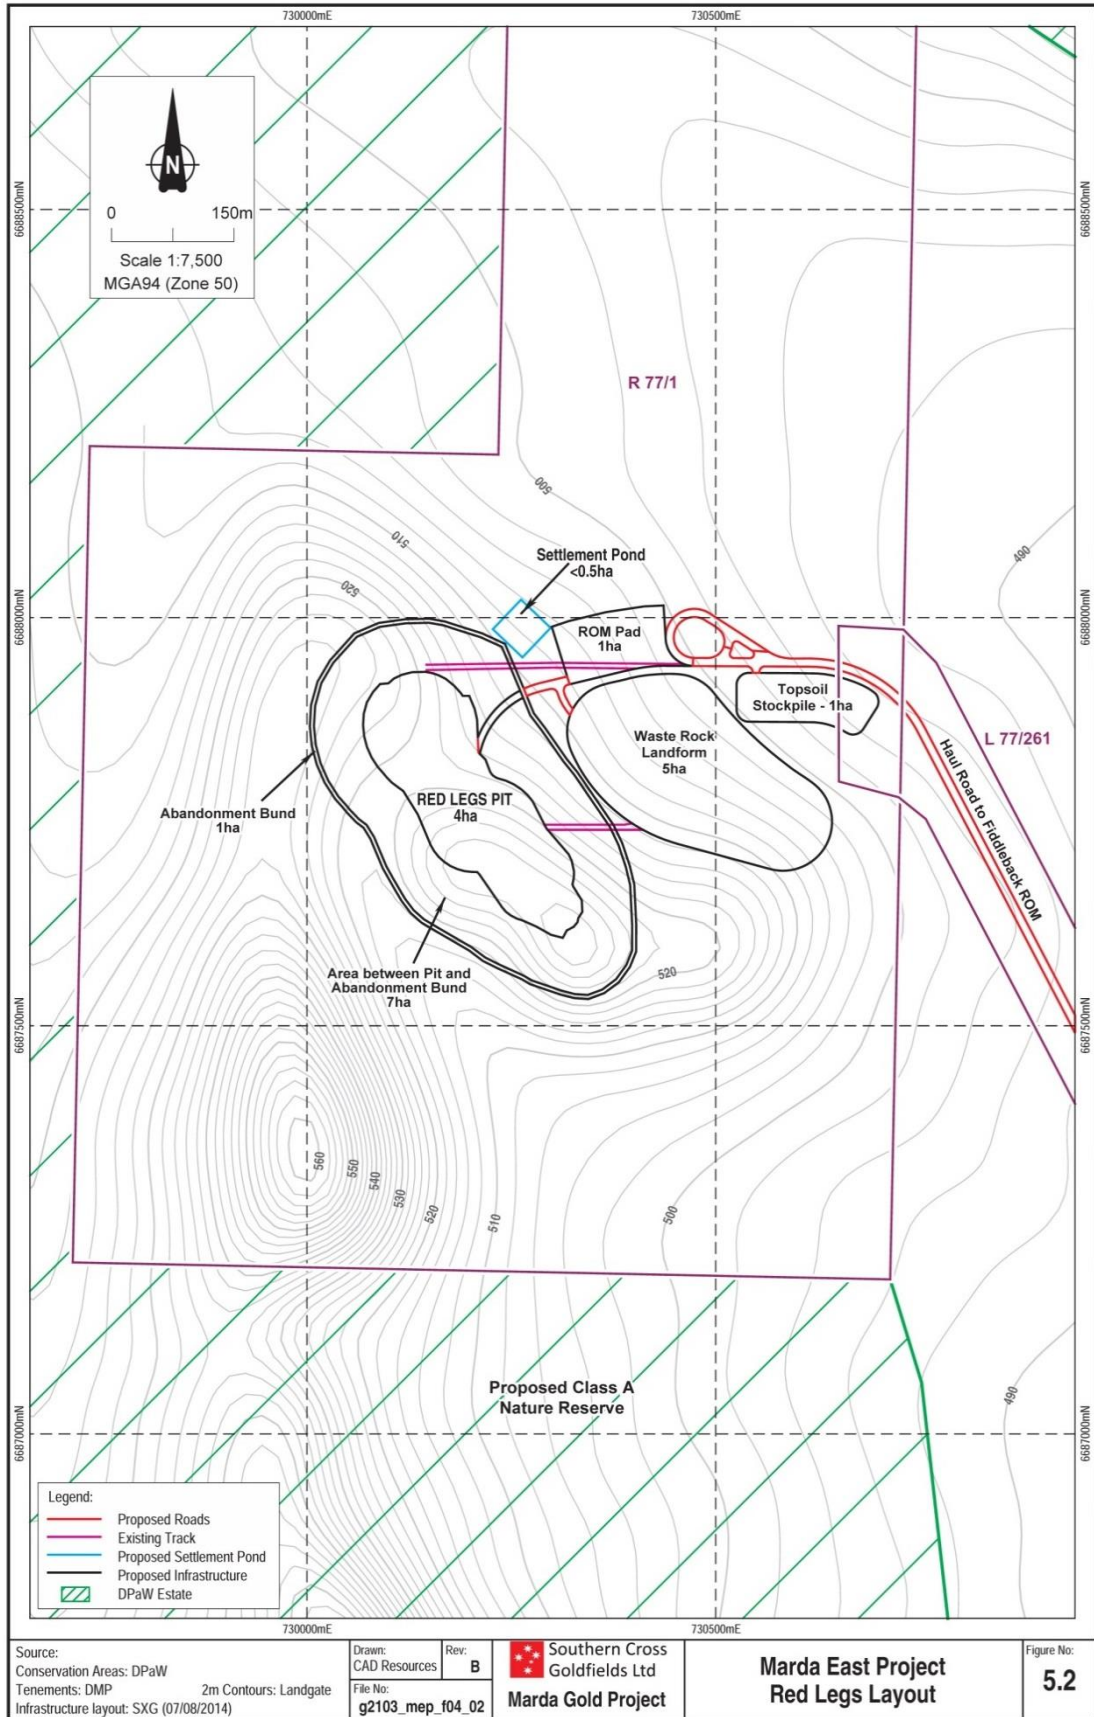 730000mE
730500mE
N
0
150m
Scale 1:7,500
MGA94 (Zone 50)
6688500mN
6688500mN
R 77/1
500
510
520
490
Settlement Pond
<0.5ha
6688000mN
6688000mN
ROM Pad
1ha
Topsoil
Stockpile - 1ha
Waste Rock
Landform
5ha
L 77/261
Haul Road to Fiddleback ROM
Abandonment Bund
1ha
RED LEGS PIT
4ha
Area between Pit and
Abandonment Bund
7ha
520
6687500mN
6687500mN
560
550
540
530
520
510
500
490
Proposed Class A
Nature Reserve
6687000mN
6687000mN
Legend:
Proposed Roads
Existing Track
Proposed Settlement Pond
Proposed Infrastructure
DPaW Estate
730000mE
730500mE
Source:
Conservation Areas: DPaW
Tenements: DMP
2m Contours: Landgate
Infrastructure layout: SXG (07/08/2014)
Drawn:
CAD Resources
Rev:
B
File No:
g2103_mep_f04_02
Southern Cross
Goldfields Ltd
Marda Gold Project
Marda East Project
Red Legs Layout
Figure No:
5.2